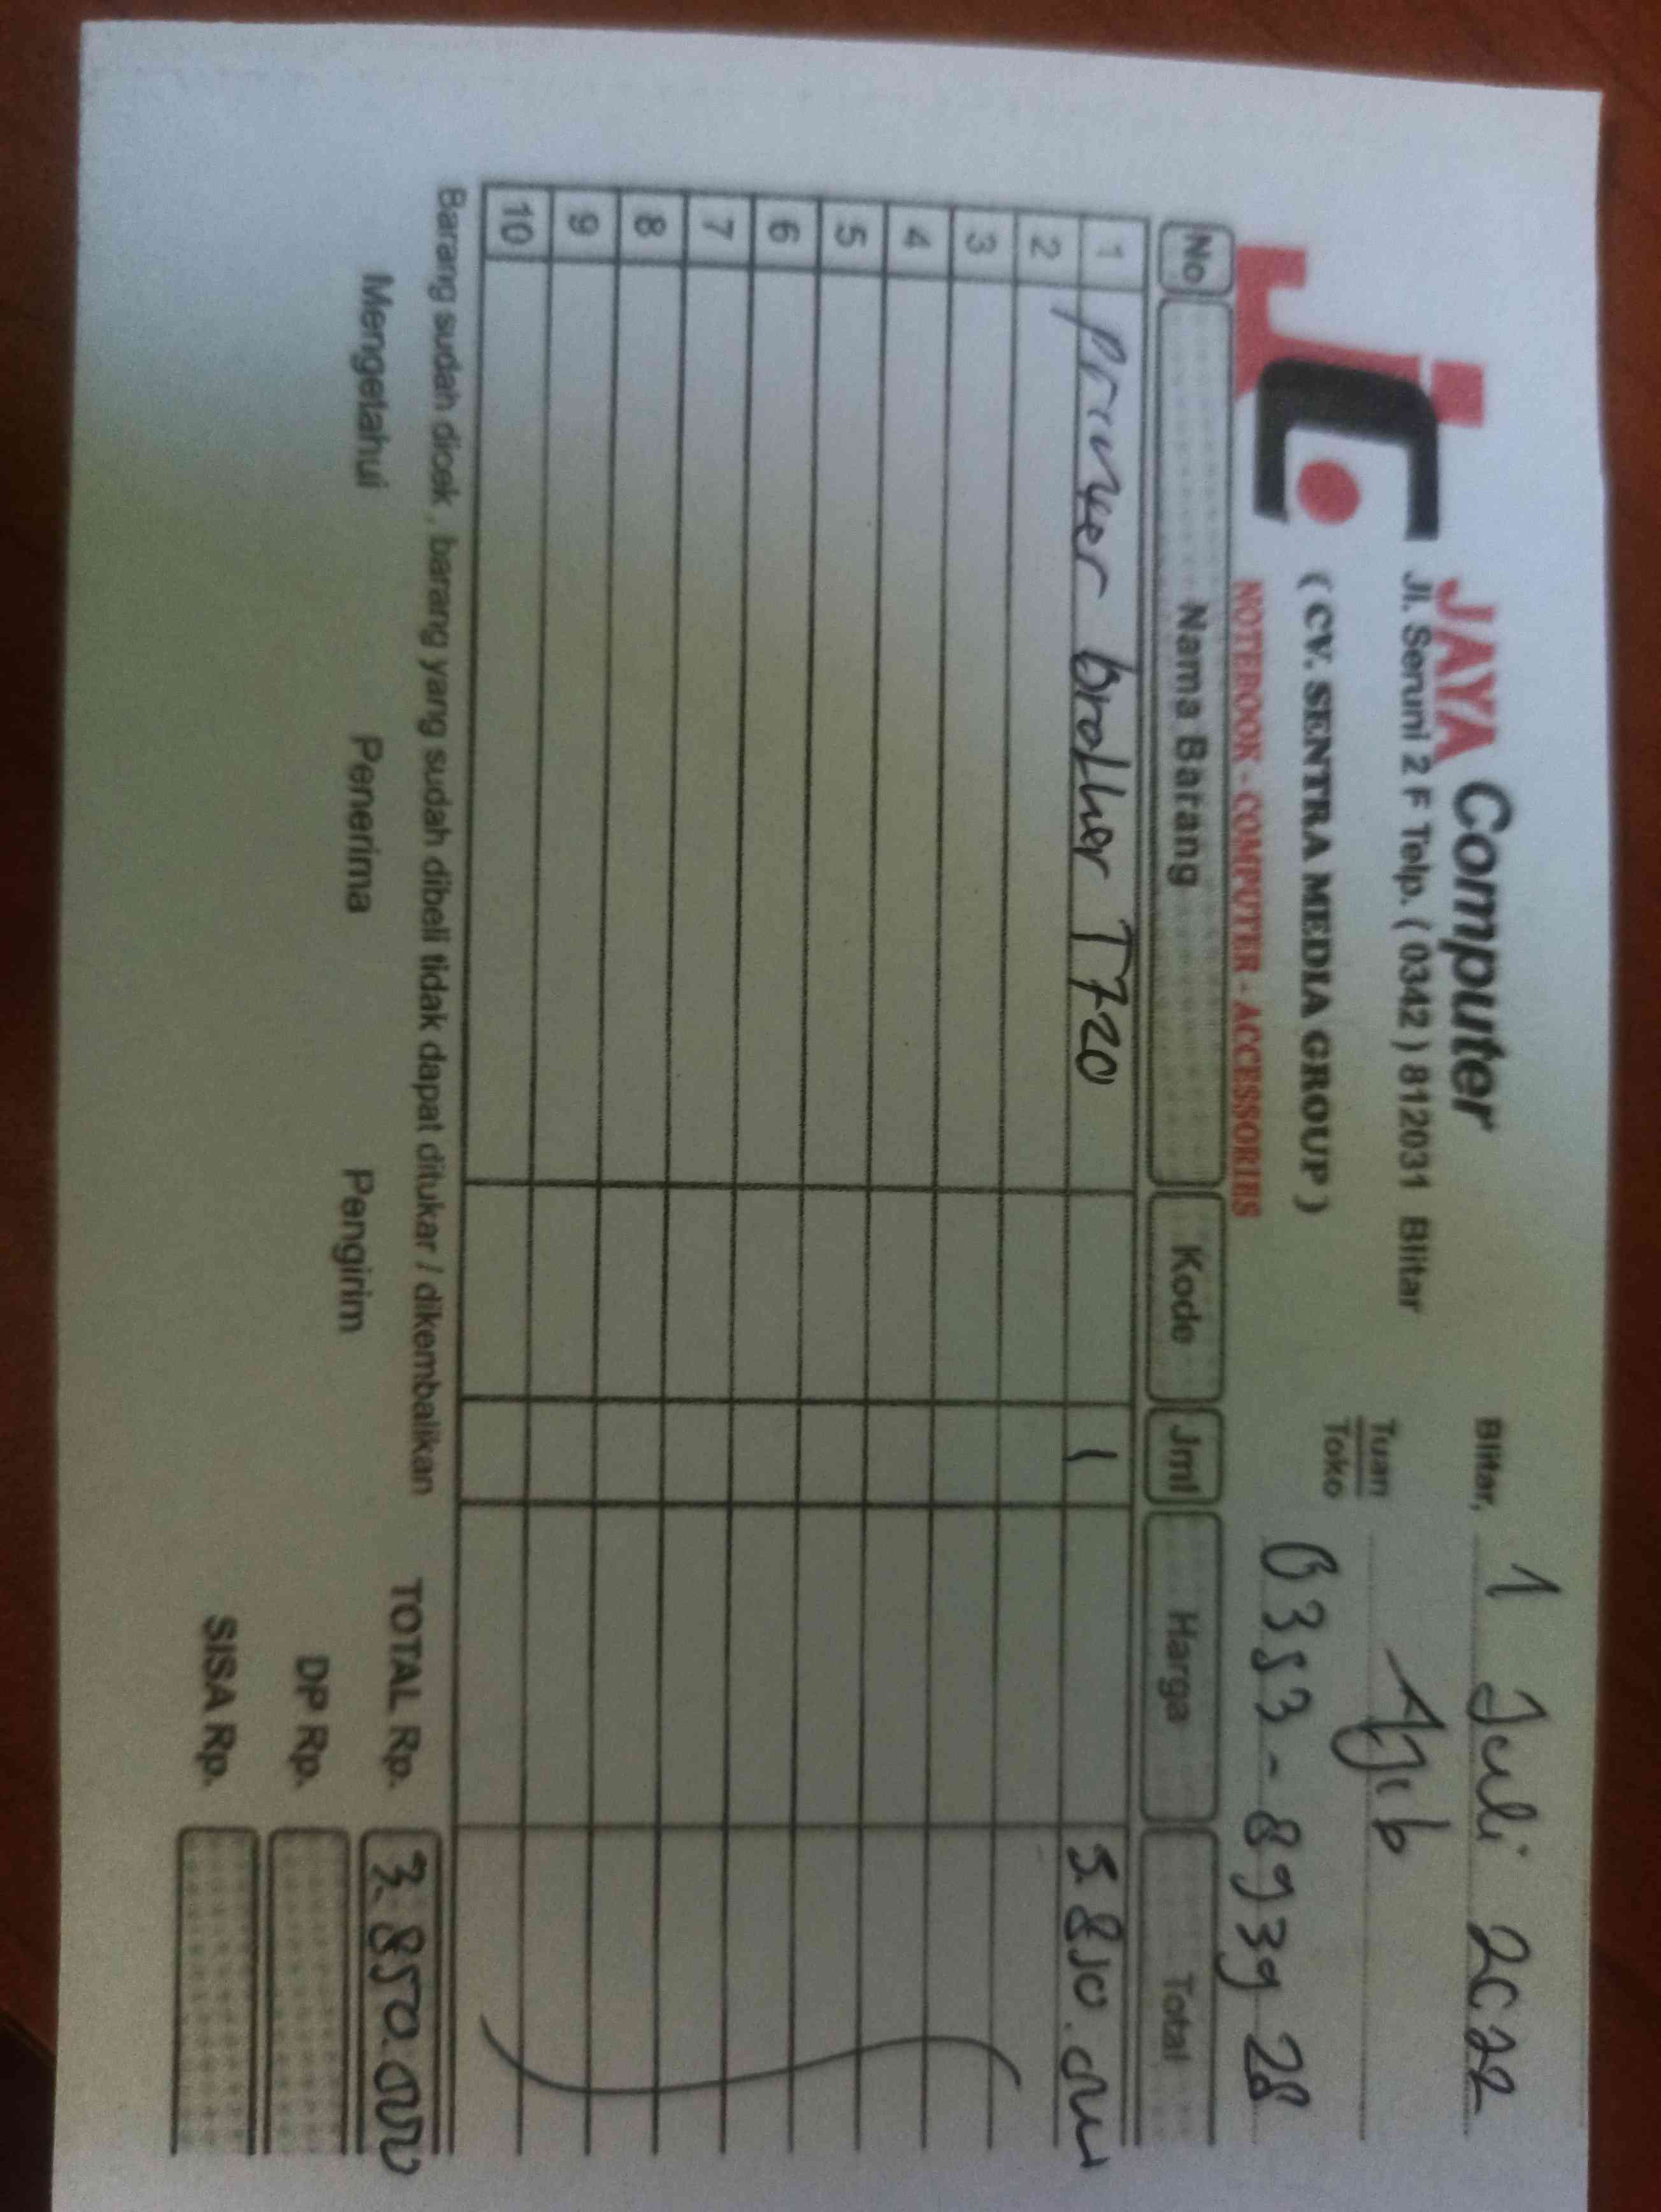 JC
JAYA Computer
Jl. Seruni 2 F Telp. ( 0342 ) 812031 Blitar
( CV. SENTRA MEDIA GROUP )
NOTEBOOK - COMPUTER - ACCESSORIES
Blitar, 1 Juli 2022
Tuan Ajib
Toko
0353-893928
No Nama Barang Kode Jml Harga Total
1 Printer brother T720 1 3.850.000
2
3
4
5
6
7
8
9
10
Barang sudah dicek , barang yang sudah dibeli tidak dapat ditukar / dikembalikan
Mengetahui Penerima Pengirim
TOTAL Rp. 3.850.000
DP Rp.
SISA Rp.